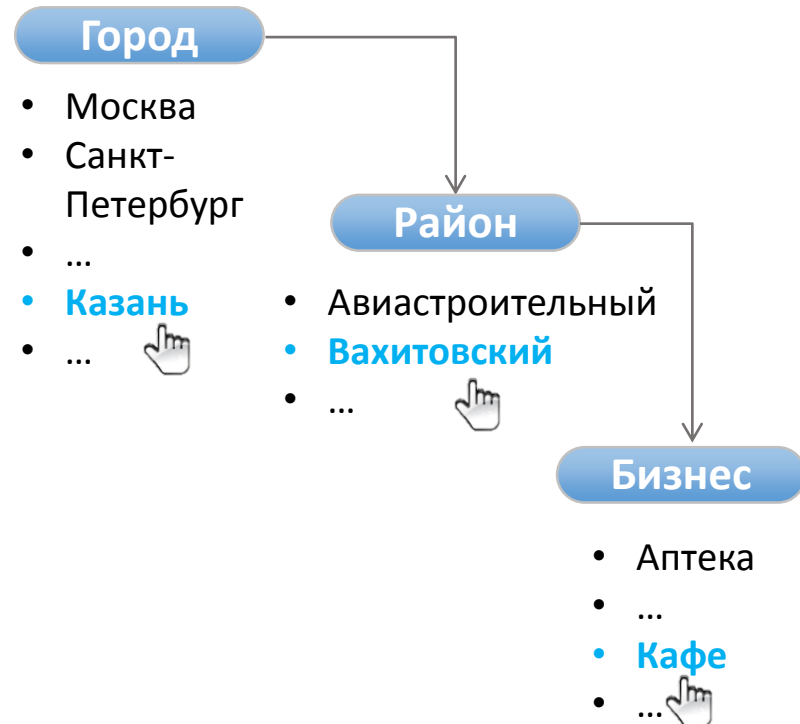 Город
• Москва
• Санкт-
Петербург
• ...
• Казань
• ...
Район
• Авиастроительный
• Вахитовский
• ...
Бизнес
• Аптека
• ...
• Кафе
• ...